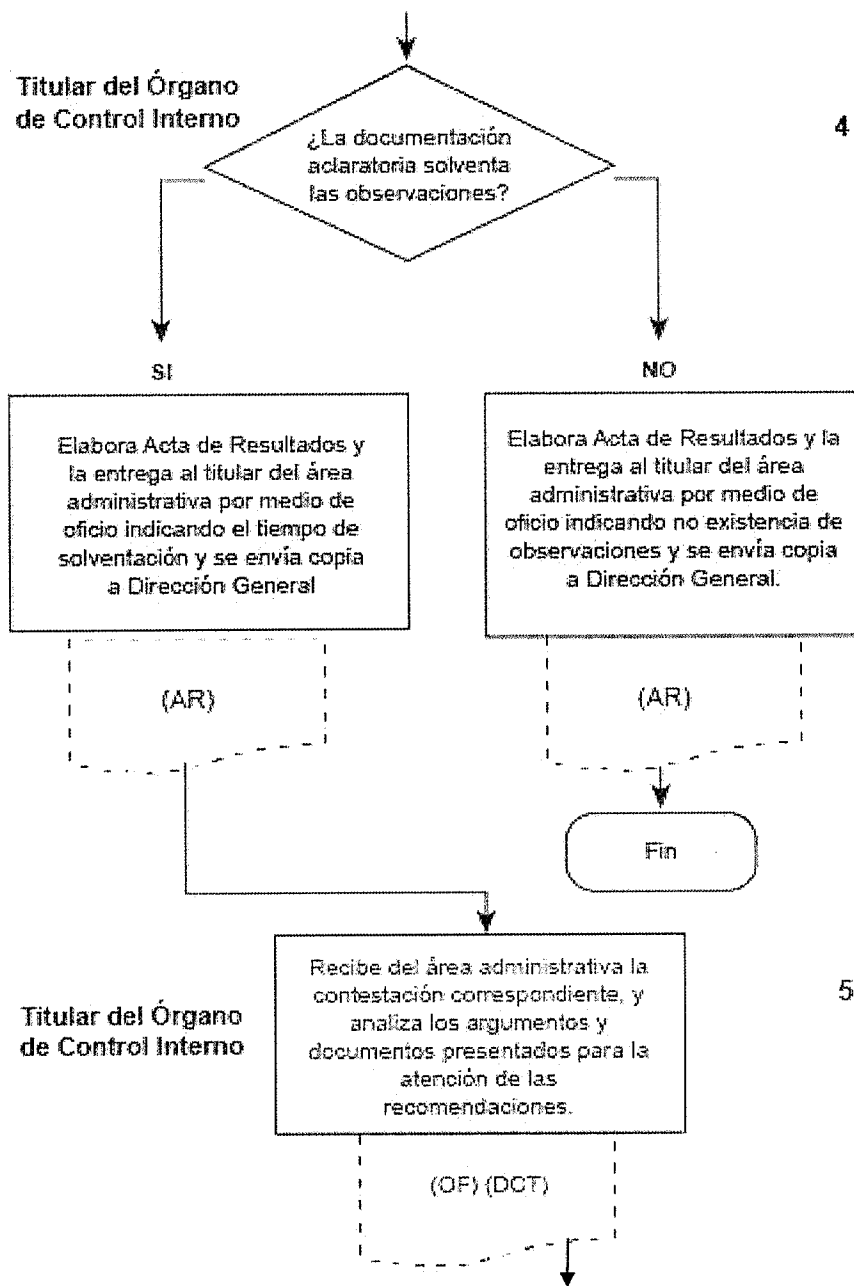 Titular del Órgano
de Control Interno
¿La documentación
aclaratoria solventa
las observaciones?
4
SI
NO
Elabora Acta de Resultados y
la entrega al titular del área
administrativa por medio de
oficio indicando el tiempo de
solventación y se envía copia
a Dirección General
Elabora Acta de Resultados y la
entrega al titular del área
administrativa por medio de
oficio indicando no existencia de
observaciones y se envía copia
a Dirección General.
(AR)
(AR)
Fin
Titular del Órgano
de Control Interno
Recibe del área administrativa la
contestación correspondiente, y
analiza los argumentos y
documentos presentados para la
atención de las
recomendaciones.
5
(OF) (DCT)